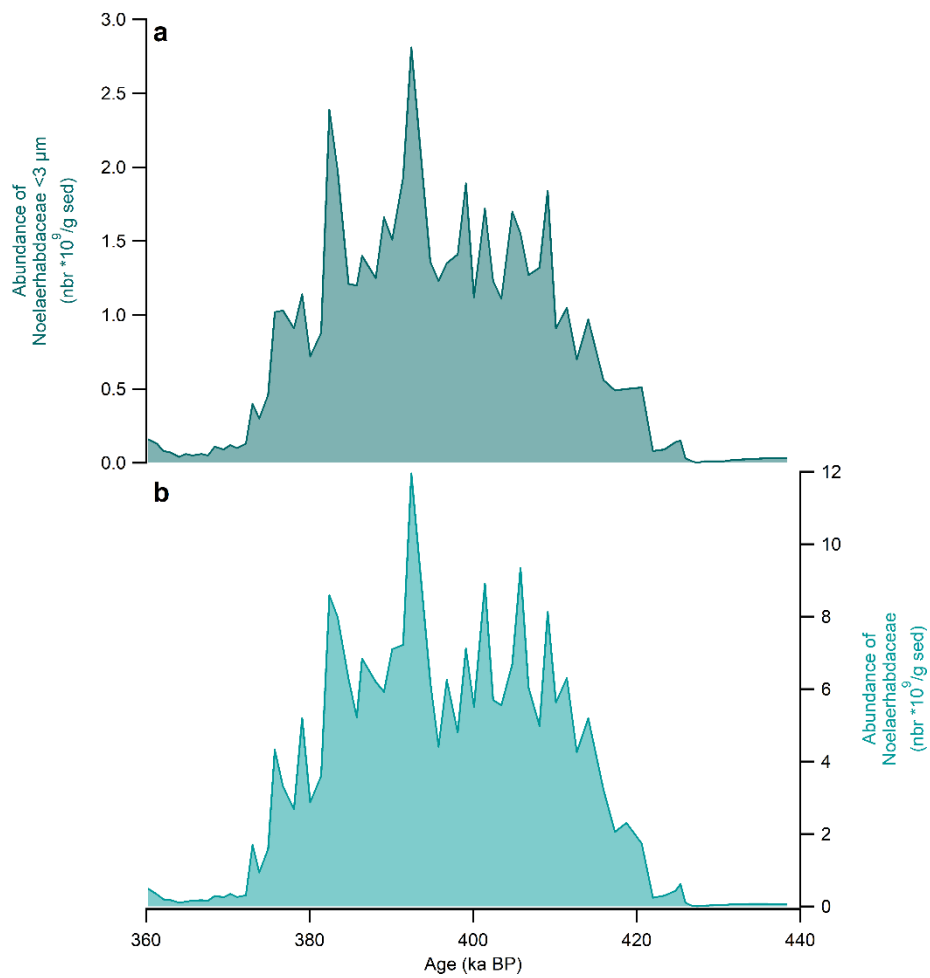 a
3.0
2.5
2.0
1.5
1.0
0.5
0.0
Abundance of
Noelaerhabdaceae <3 µm
(nbr *10⁹/g sed)
b
12
10
8
6
4
2
0
Abundance of
Noelaerhabdaceae
(nbr *10⁹/g sed)
360
380
400
420
440
Age (ka BP)